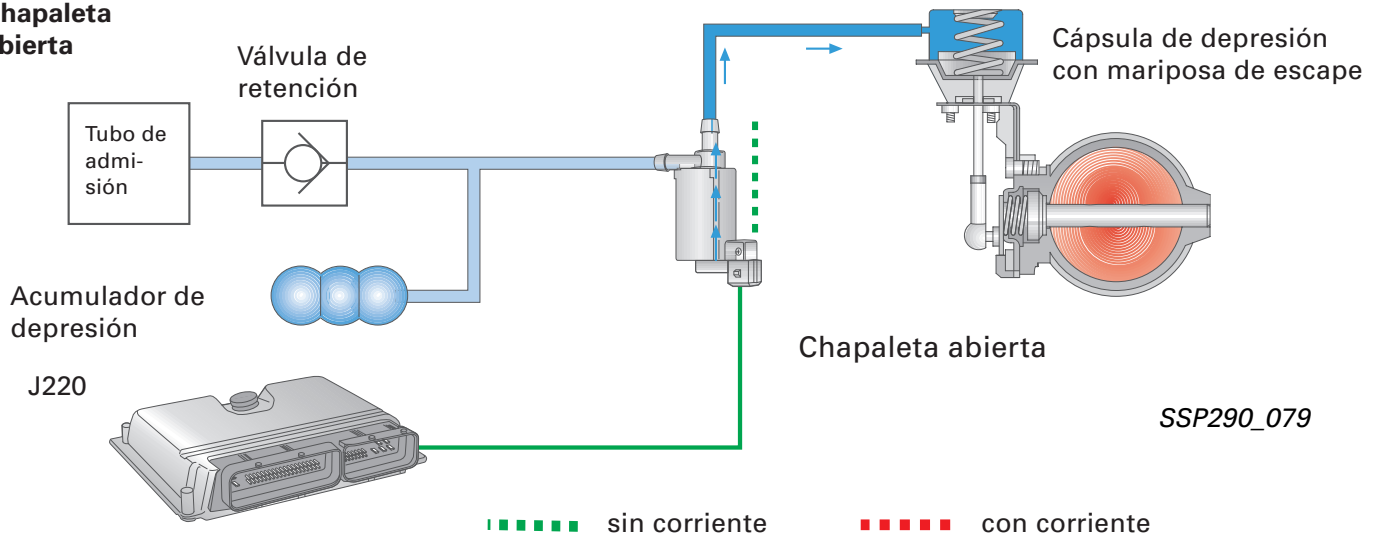 hapaleta
bierta
Válvula de
retención
Cápsula de depresión
con mariposa de escape
Tubo de
admi-
sión
Acumulador de
depresión
Chapaleta abierta
J220
SSP290_079
sin corriente
con corriente